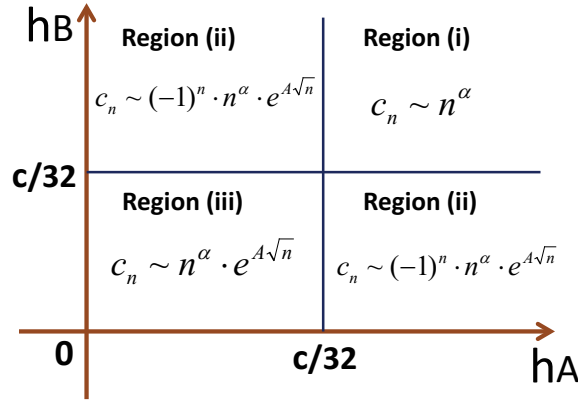 hB
Region (ii)
Region (i)
c_n ~ (-1)^n · n^α · e^{A√n}
c_n ~ n^α
c/32
Region (iii)
Region (ii)
c_n ~ n^α · e^{A√n}
c_n ~ (-1)^n · n^α · e^{A√n}
0
c/32
hA